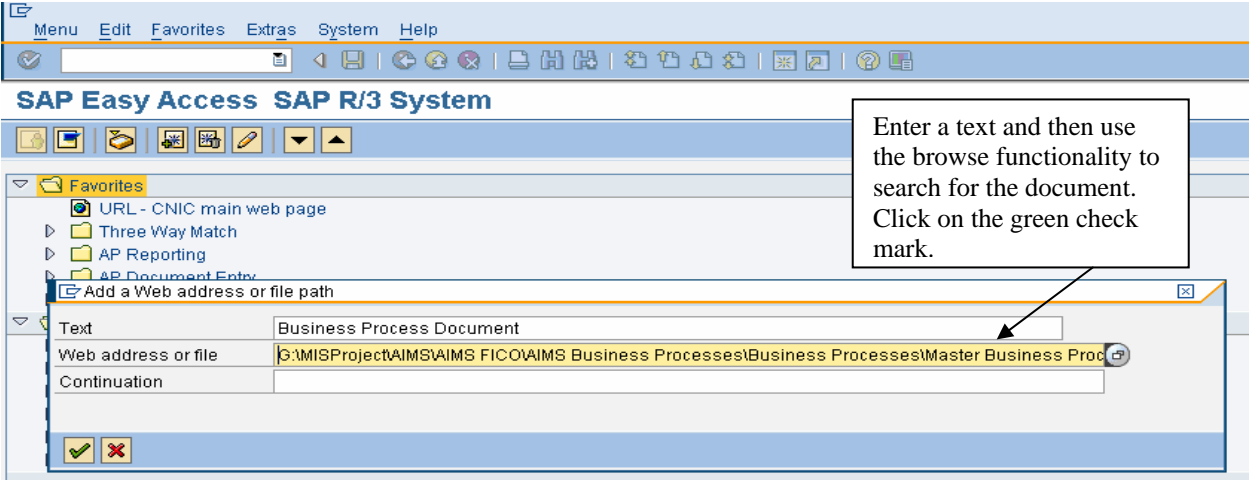 Menu Edit Favorites Extras System Help
SAP Easy Access SAP R/3 System
Enter a text and then use
the browse functionality to
search for the document.
Click on the green check
mark.
Favorites
URL - CNIC main web page
Three Way Match
AP Reporting
AP Document Entry
Add a Web address or file path
Text Business Process Document
Web address or file G:\MISProject\AIMS\AIMS FICO\AIMS Business Processes\Business Processes\Master Business Proc
Continuation